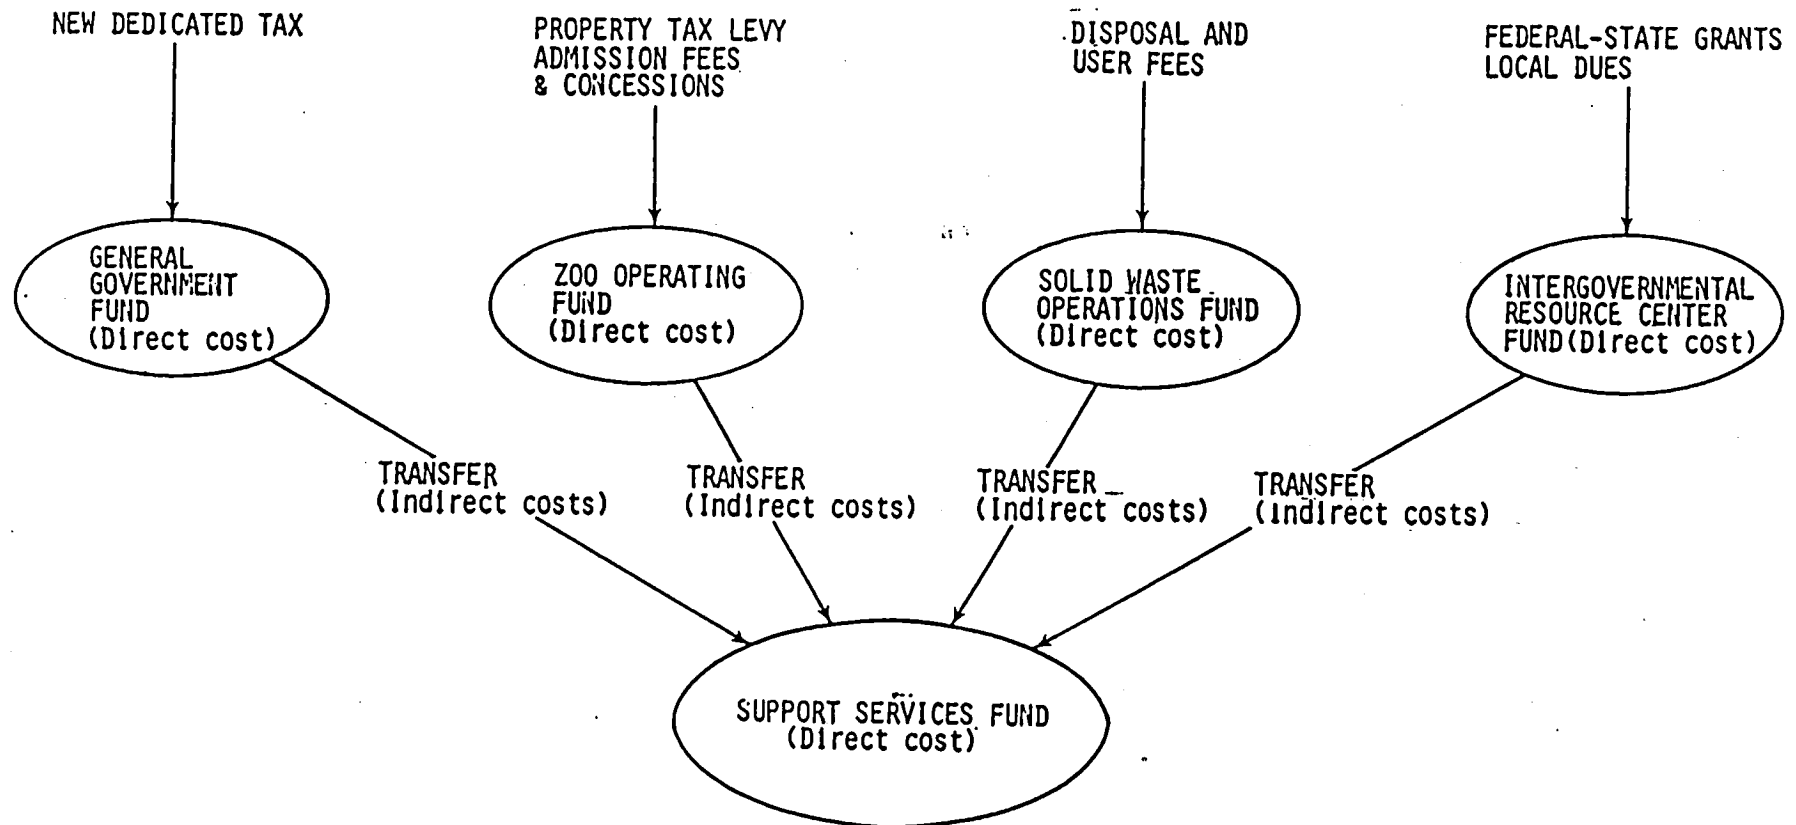 NEW DEDICATED TAX
PROPERTY TAX LEVY
ADMISSION FEES
& CONCESSIONS
DISPOSAL AND
USER FEES
FEDERAL-STATE GRANTS
LOCAL DUES
GENERAL
GOVERNMENT
FUND
(Direct cost)
ZOO OPERATING
FUND
(Direct cost)
SOLID WASTE
OPERATIONS FUND
(Direct cost)
INTERGOVERNMENTAL
RESOURCE CENTER
FUND(Direct cost)
TRANSFER
(Indirect costs)
TRANSFER
(Indirect costs)
TRANSFER
(Indirect costs)
TRANSFER
(Indirect costs)
SUPPORT SERVICES FUND
(Direct cost)